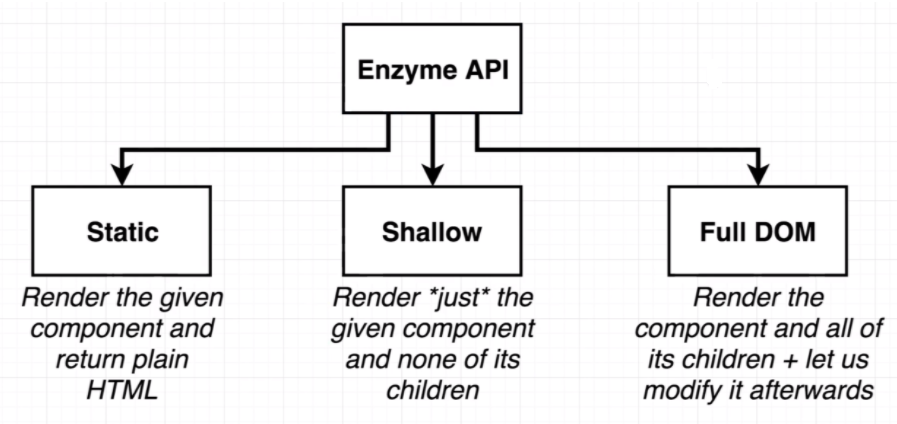 Enzyme API
Static
Shallow
Full DOM
Render the given
component and
return plain
HTML
Render *just* the
given component
and none of its
children
Render the
component and all of
its children + let us
modify it afterwards